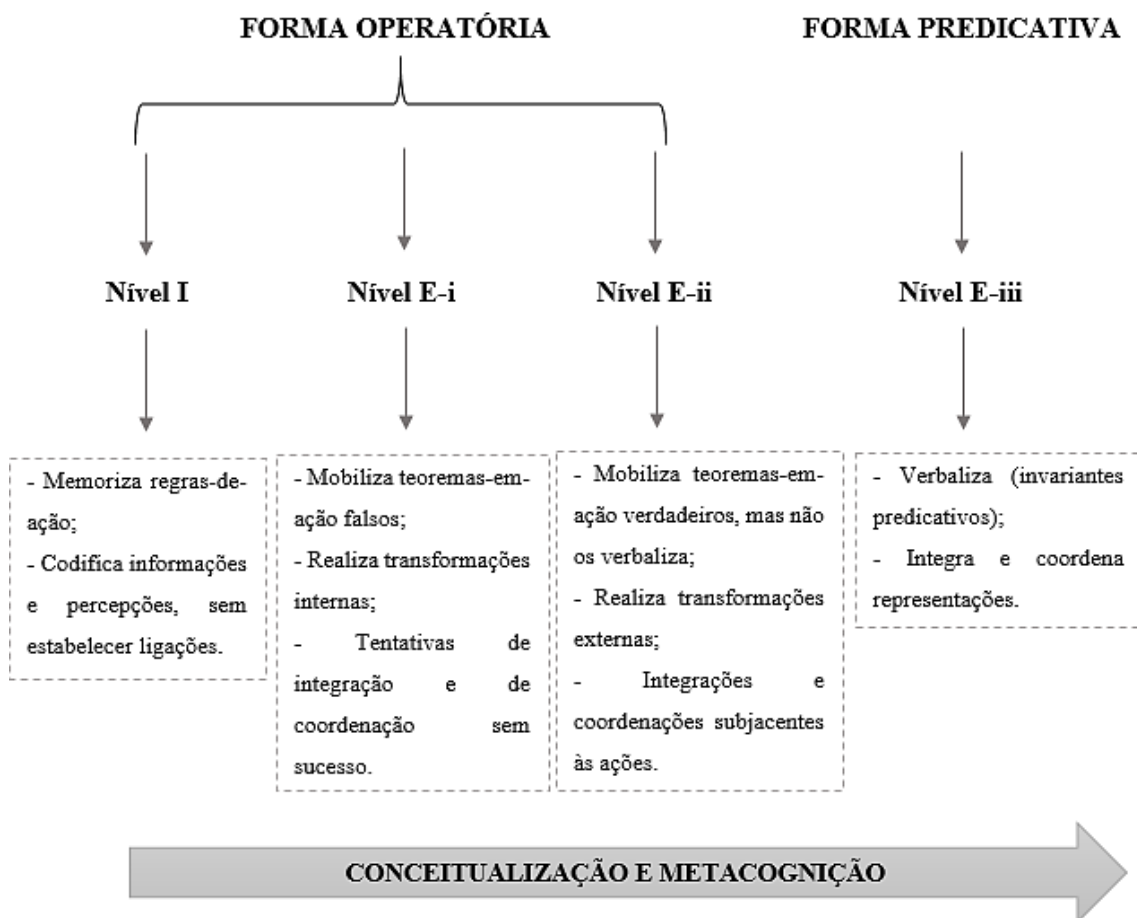 FORMA OPERATÓRIA
FORMA PREDICATIVA
Nível I
Nível E-i
Nível E-ii
Nível E-iii
- Memoriza regras-de-
ação;
- Codifica informações
e percepções, sem
estabelecer ligações.
- Mobiliza teoremas-em-
ação falsos;
- Realiza transformações
internas;
- Tentativas de
integração e de
coordenação sem
sucesso.
- Mobiliza teoremas-em-
ação verdadeiros, mas não
os verbaliza;
- Realiza transformações
externas;
- Integrações e
coordenações subjacentes
às ações.
- Verbaliza (invariantes
predicativos);
- Integra e coordena
representações.
CONCEITUALIZAÇÃO E METACOGNIÇÃO